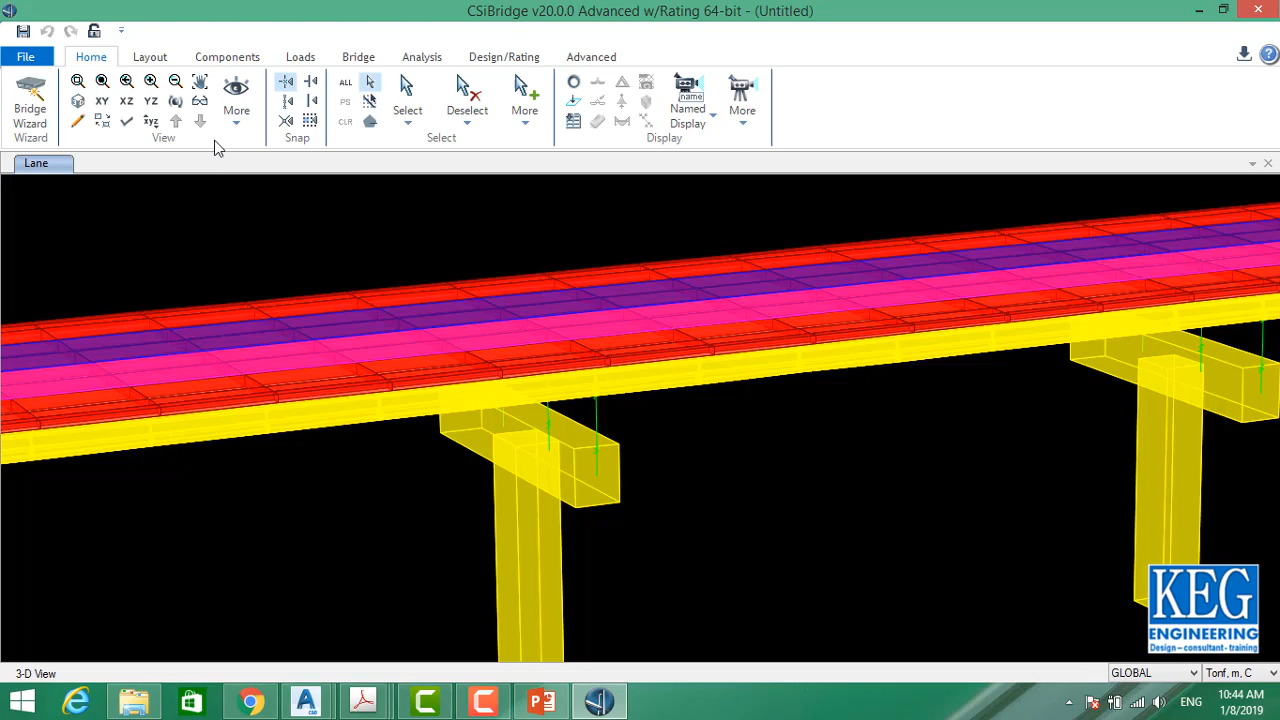 CSiBridge v20.0.0 Advanced w/Rating 64-bit - (Untitled)
File Home Layout Components Loads Bridge Analysis Design/Rating Advanced
XY XZ YZ
xyz
ALL
PS
CLR
Bridge Wizard
More
Select
Deselect
More
name
Named Display
More
Wizard View Snap Select Display
Lane
KEG
ENGINEERING
Design – consultant - training
3-D View GLOBAL Tonf, m, C
ENG
10:44 AM
1/8/2019